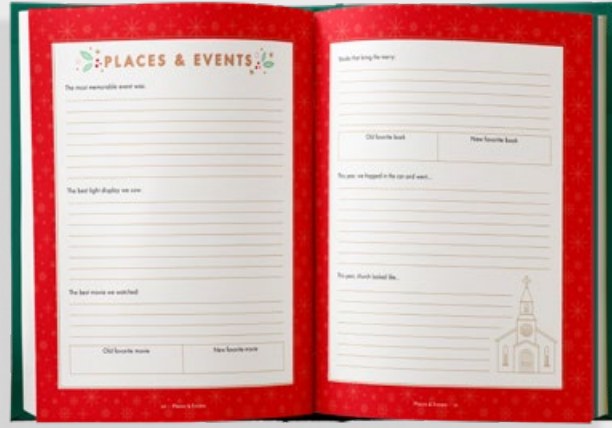 PLACES & EVENTS
The most memorable event was:
The best light display we saw:
The best movie we watched:
Old favorite movie
New favorite movie
Places & Events
Books that bring the merry:
Old favorite book
New favorite book
This year, we hopped in the car and went...
This year, church looked like...
Places & Events